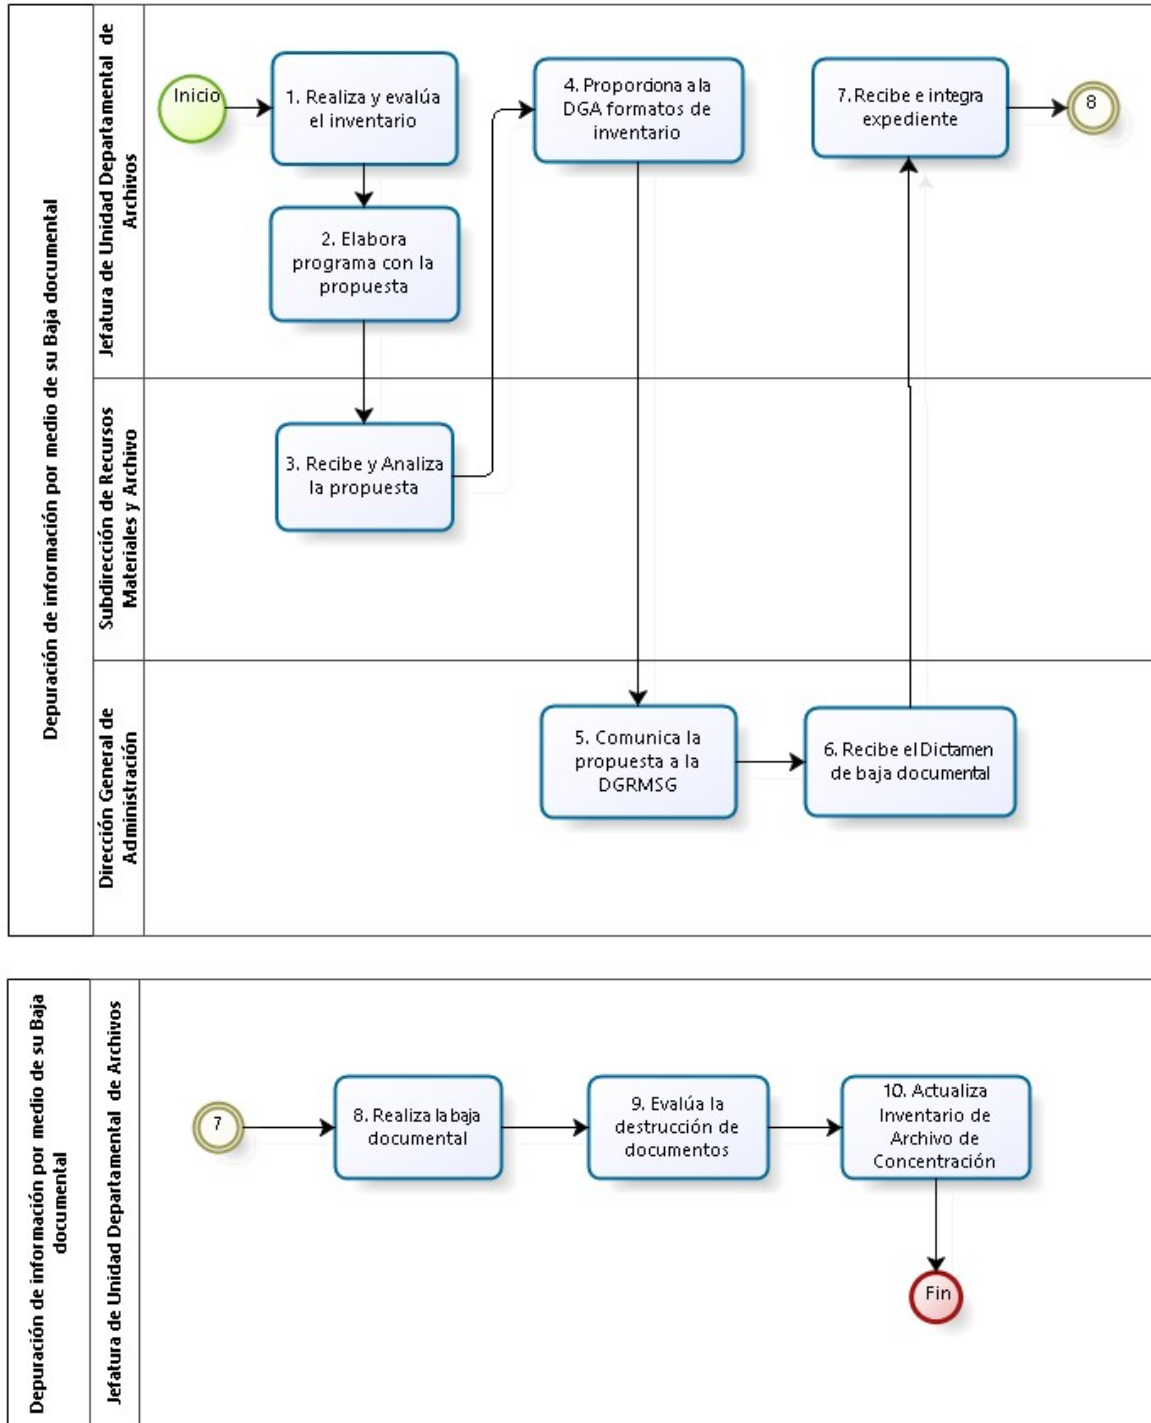 Depuración de información por medio de su Baja documental
Jefatura de Unidad Departamental de
Archivos
Inicio
1. Realiza y evalúa
el inventario
2. Elabora
programa con la
propuesta
4. Proporciona a la
DGA formatos de
inventario
7. Recibe e integra
expediente
8
Subdirección de Recursos
Materiales y Archivo
3. Recibe y Analiza
la propuesta
Dirección General de
Administración
5. Comunica la
propuesta a la
DGRMSG
6. Recibe el Dictamen
de baja documental
Depuración de información por medio de su Baja
documental
Jefatura de Unidad Departamental de Archivos
7
8. Realiza la baja
documental
9. Evalúa la
destrucción de
documentos
10. Actualiza
Inventario de
Archivo de
Concentración
Fin